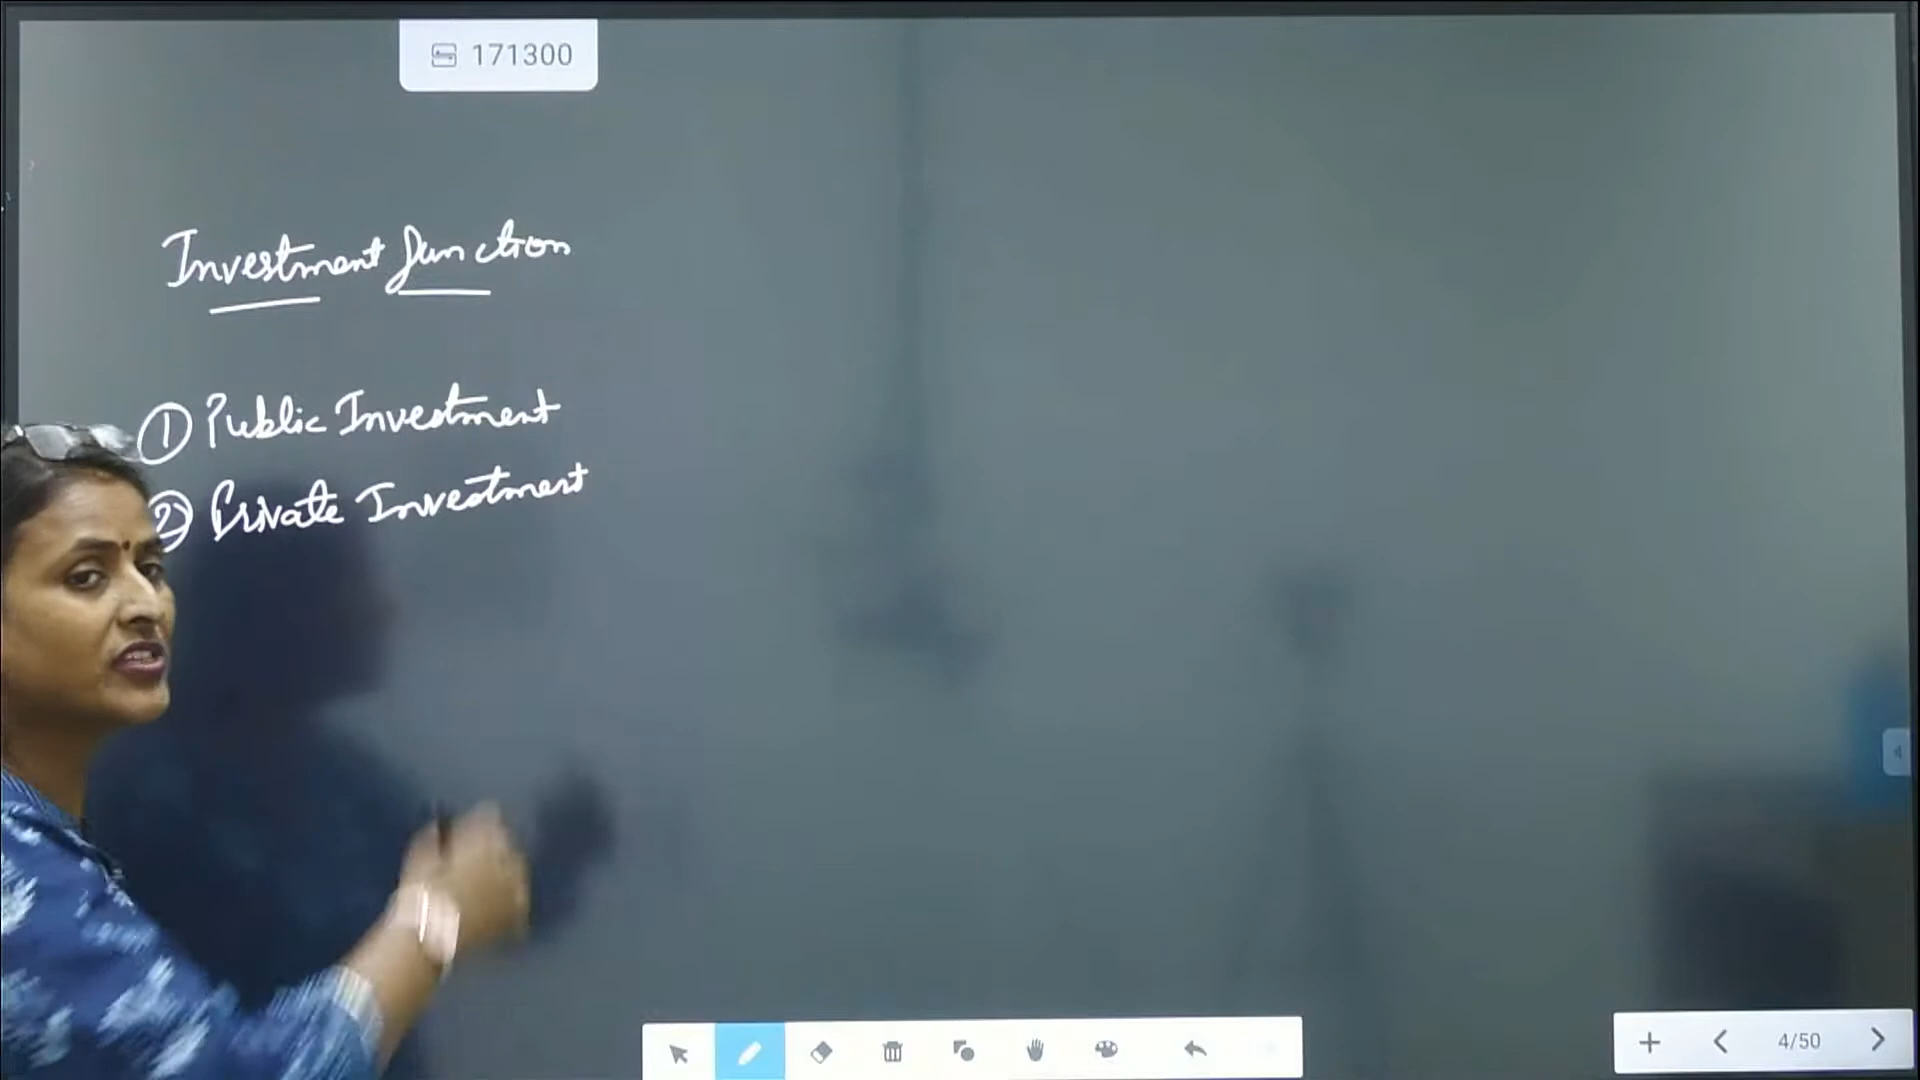 171300
Investment function
① Public Investment
② Private Investment
4/50